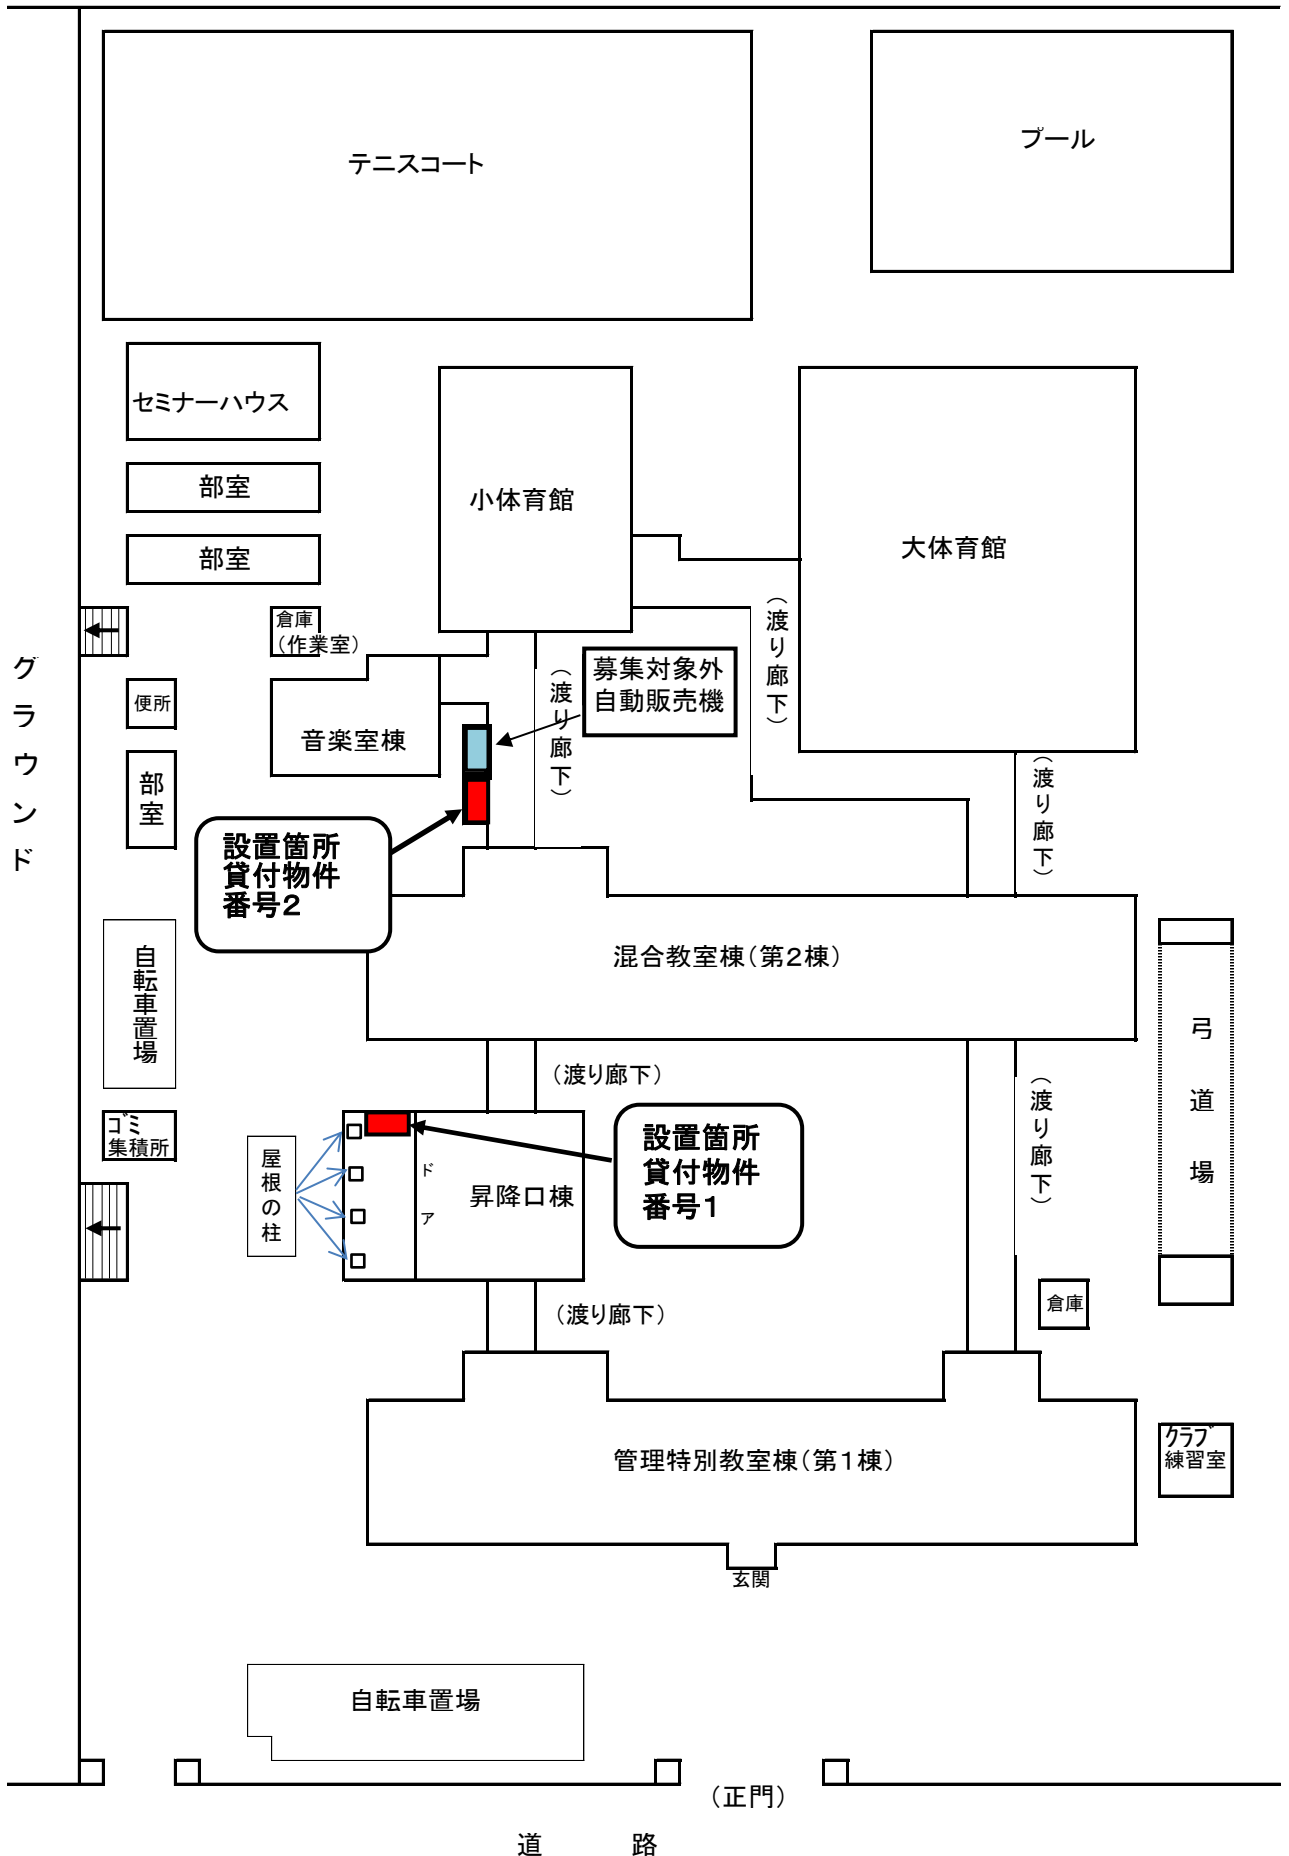 テニスコート
プール
セミナーハウス
部室
部室
小体育館
大体育館
倉庫
（作業室）
グラウンド
便所
部室
音楽室棟
（渡り廊下）
募集対象外
自動販売機
（渡り廊下）
（渡り廊下）
設置箇所
貸付物件
番号２
混合教室棟（第２棟）
自転車置場
弓道場
（渡り廊下）
（渡り廊下）
ｺﾞﾐ
集積所
屋根の柱
ドア
昇降口棟
設置箇所
貸付物件
番号１
（渡り廊下）
倉庫
管理特別教室棟（第１棟）
ｸﾗﾌﾞ
練習室
玄関
自転車置場
（正門）
道　路